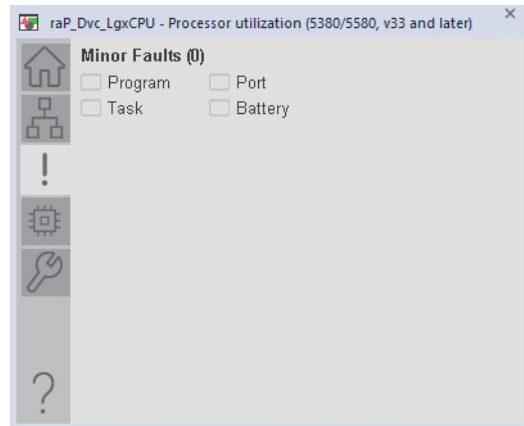 raP_Dvc_LgxCPU - Processor utilization (5380/5580, v33 and later)
Minor Faults (0)
Program Port
Task Battery